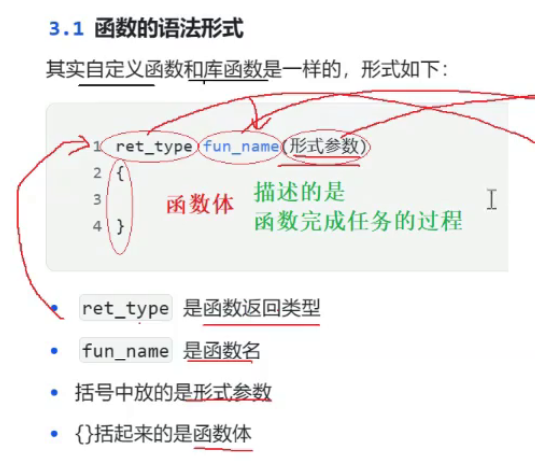 3.1 函数的语法形式
其实自定义函数和库函数是一样的，形式如下：
1 ret_type fun_name(形式参数)
2 {
3 函数体 描述的是
函数完成任务的过程
4 }
• ret_type 是函数返回类型
• fun_name 是函数名
• 括号中放的是形式参数
• {}括起来的是函数体